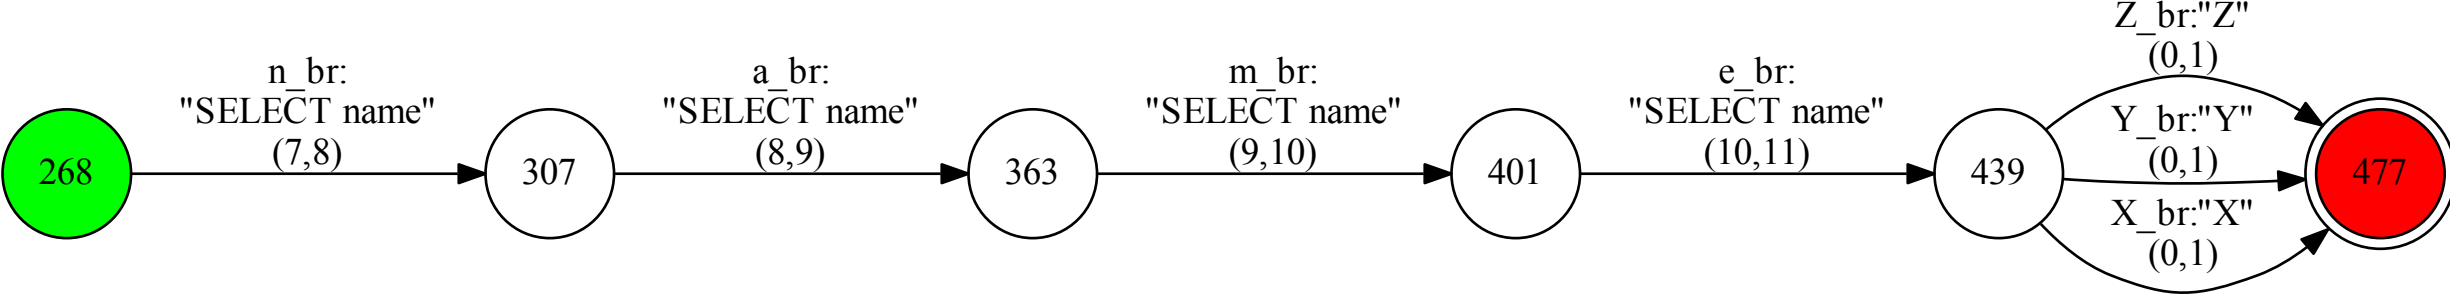 Z_br:"Z"
(0,1)
n_br:
"SELECT name"
(7,8)
a_br:
"SELECT name"
(8,9)
m_br:
"SELECT name"
(9,10)
e_br:
"SELECT name"
(10,11)
Y_br:"Y"
(0,1)
X_br:"X"
(0,1)
268
307
363
401
439
477